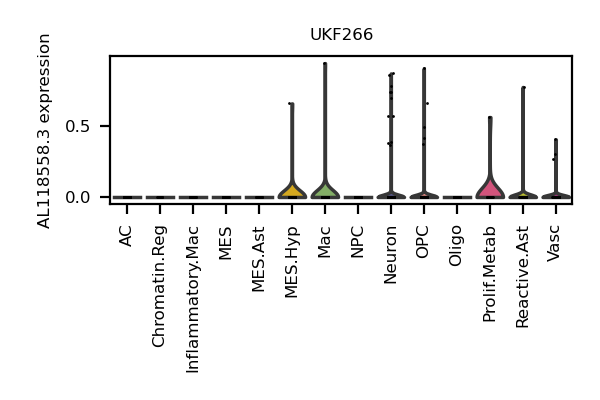 UKF266
AL118558.3 expression
0.5
0.0
AC
Chromatin.Reg
Inflammatory.Mac
MES
MES.Ast
MES.Hyp
Mac
NPC
Neuron
OPC
Oligo
Prolif.Metab
Reactive.Ast
Vasc